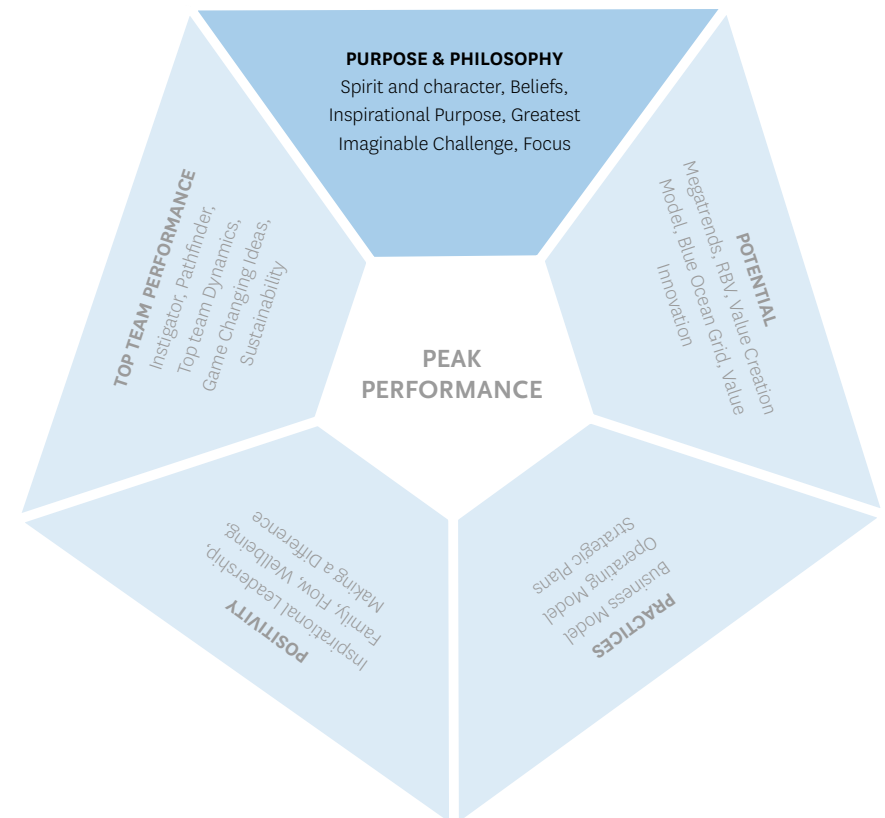 PURPOSE & PHILOSOPHY
Spirit and character, Beliefs,
Inspirational Purpose, Greatest
Imaginable Challenge, Focus
POTENTIAL
Megatrends, RBV, Value Creation
Model, Blue Ocean Grid, Value
Innovation
PRACTICES
Business Model
Operating Model
Strategic Plans
POSITIVITY
Inspirational Leadership,
Family, Flow, Wellbeing,
Making a Difference
TOP TEAM PERFORMANCE
Instigator, Pathfinder,
Top team Dynamics,
Game Changing Ideas,
Sustainability
PEAK
PERFORMANCE